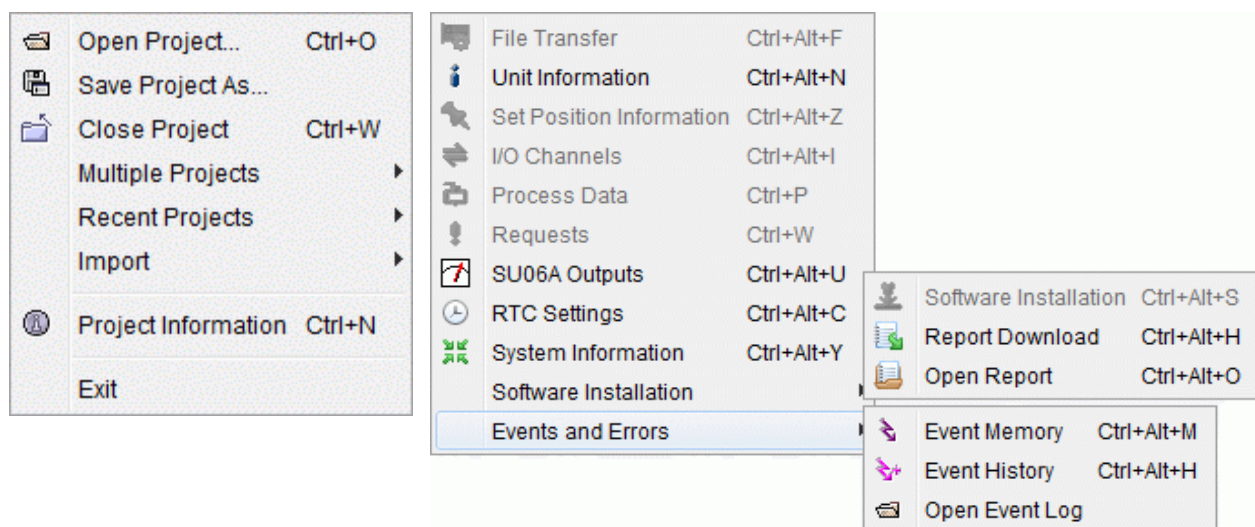 Open Project... Ctrl+O
Save Project As...
Close Project Ctrl+W
Multiple Projects
Recent Projects
Import
Project Information Ctrl+N
Exit
File Transfer Ctrl+Alt+F
Unit Information Ctrl+Alt+N
Set Position Information Ctrl+Alt+Z
I/O Channels Ctrl+Alt+I
Process Data Ctrl+P
Requests Ctrl+W
SU06A Outputs Ctrl+Alt+U
RTC Settings Ctrl+Alt+C
System Information Ctrl+Alt+Y
Software Installation
Events and Errors
Software Installation Ctrl+Alt+S
Report Download Ctrl+Alt+H
Open Report Ctrl+Alt+O
Event Memory Ctrl+Alt+M
Event History Ctrl+Alt+H
Open Event Log